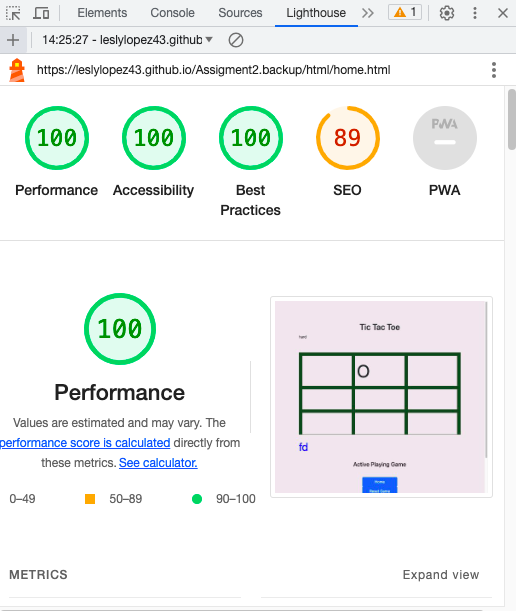 Elements Console Sources Lighthouse 1
14:25:27 - leslylopez43.github
https://leslylopez43.github.io/Assigment2.backup/html/home.html
100 100 100 89 PWA
Performance Accessibility Best Practices SEO PWA
100
Performance
Values are estimated and may vary. The
performance score is calculated directly from
these metrics. See calculator.
0–49 50–89 90–100
Tic Tac Toe
O
fd
Active Playing Game
Home
Reset Game
METRICS
Expand view